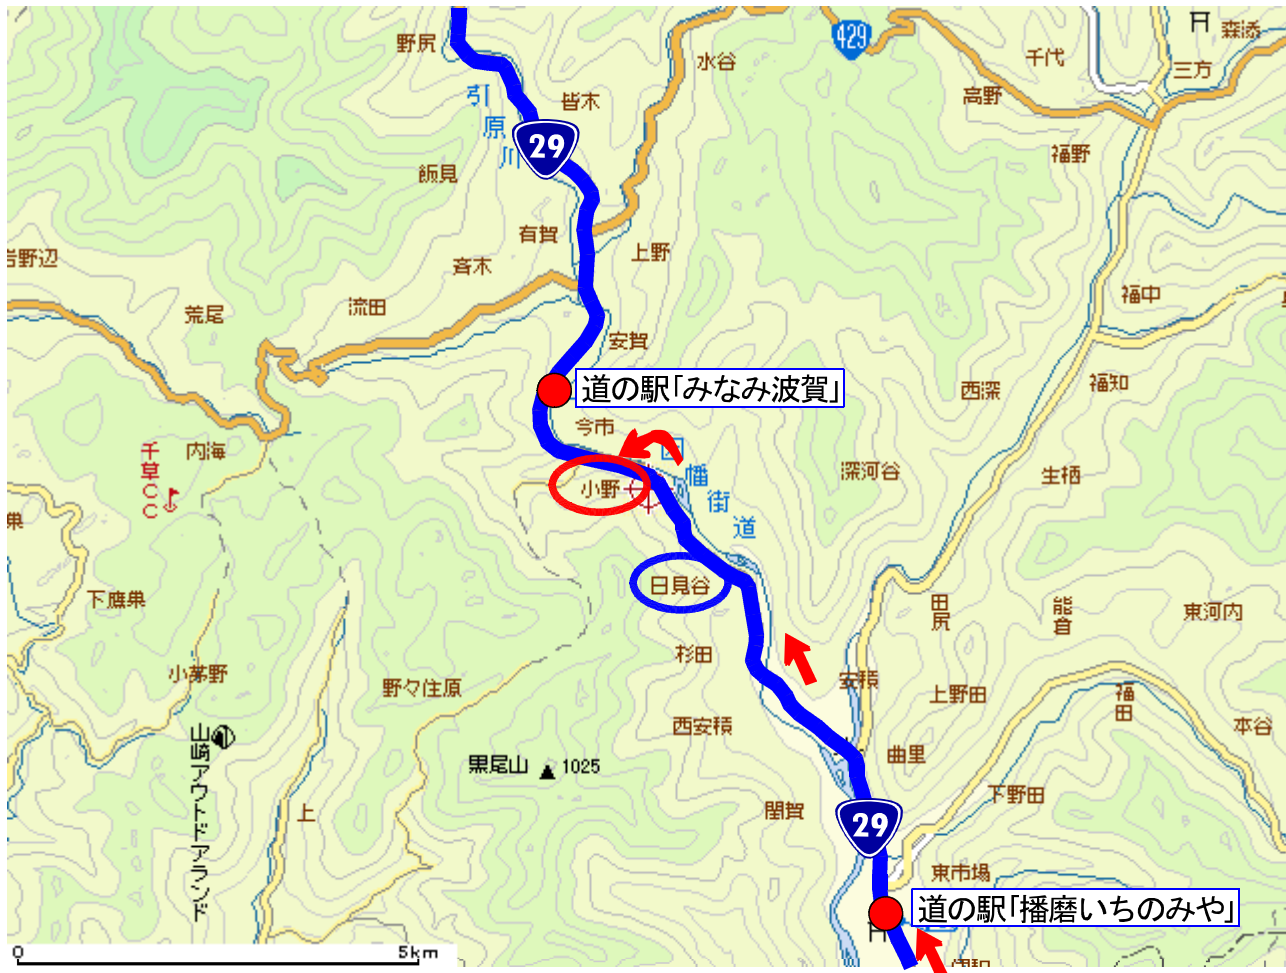 野尻
引原川
皆木
水谷
429
千代
森添
三方
高野
福野
29
飯見
有賀
上野
斉木
岩野辺
荒尾
流田
安賀
福中
道の駅「みなみ波賀」
西深
福知
今市
因幡街道
千草CC
内海
小野
深河谷
生栖
日見谷
下鷹巣
田尻
能倉
東河内
小茅野
野々住原
杉田
安積
上野田
福田
本谷
西安積
曲里
山崎アウトドアランド
黒尾山 ▲ 1025
上
閏賀
下野田
29
東市場
道の駅「播磨いちのみや」
0
5km